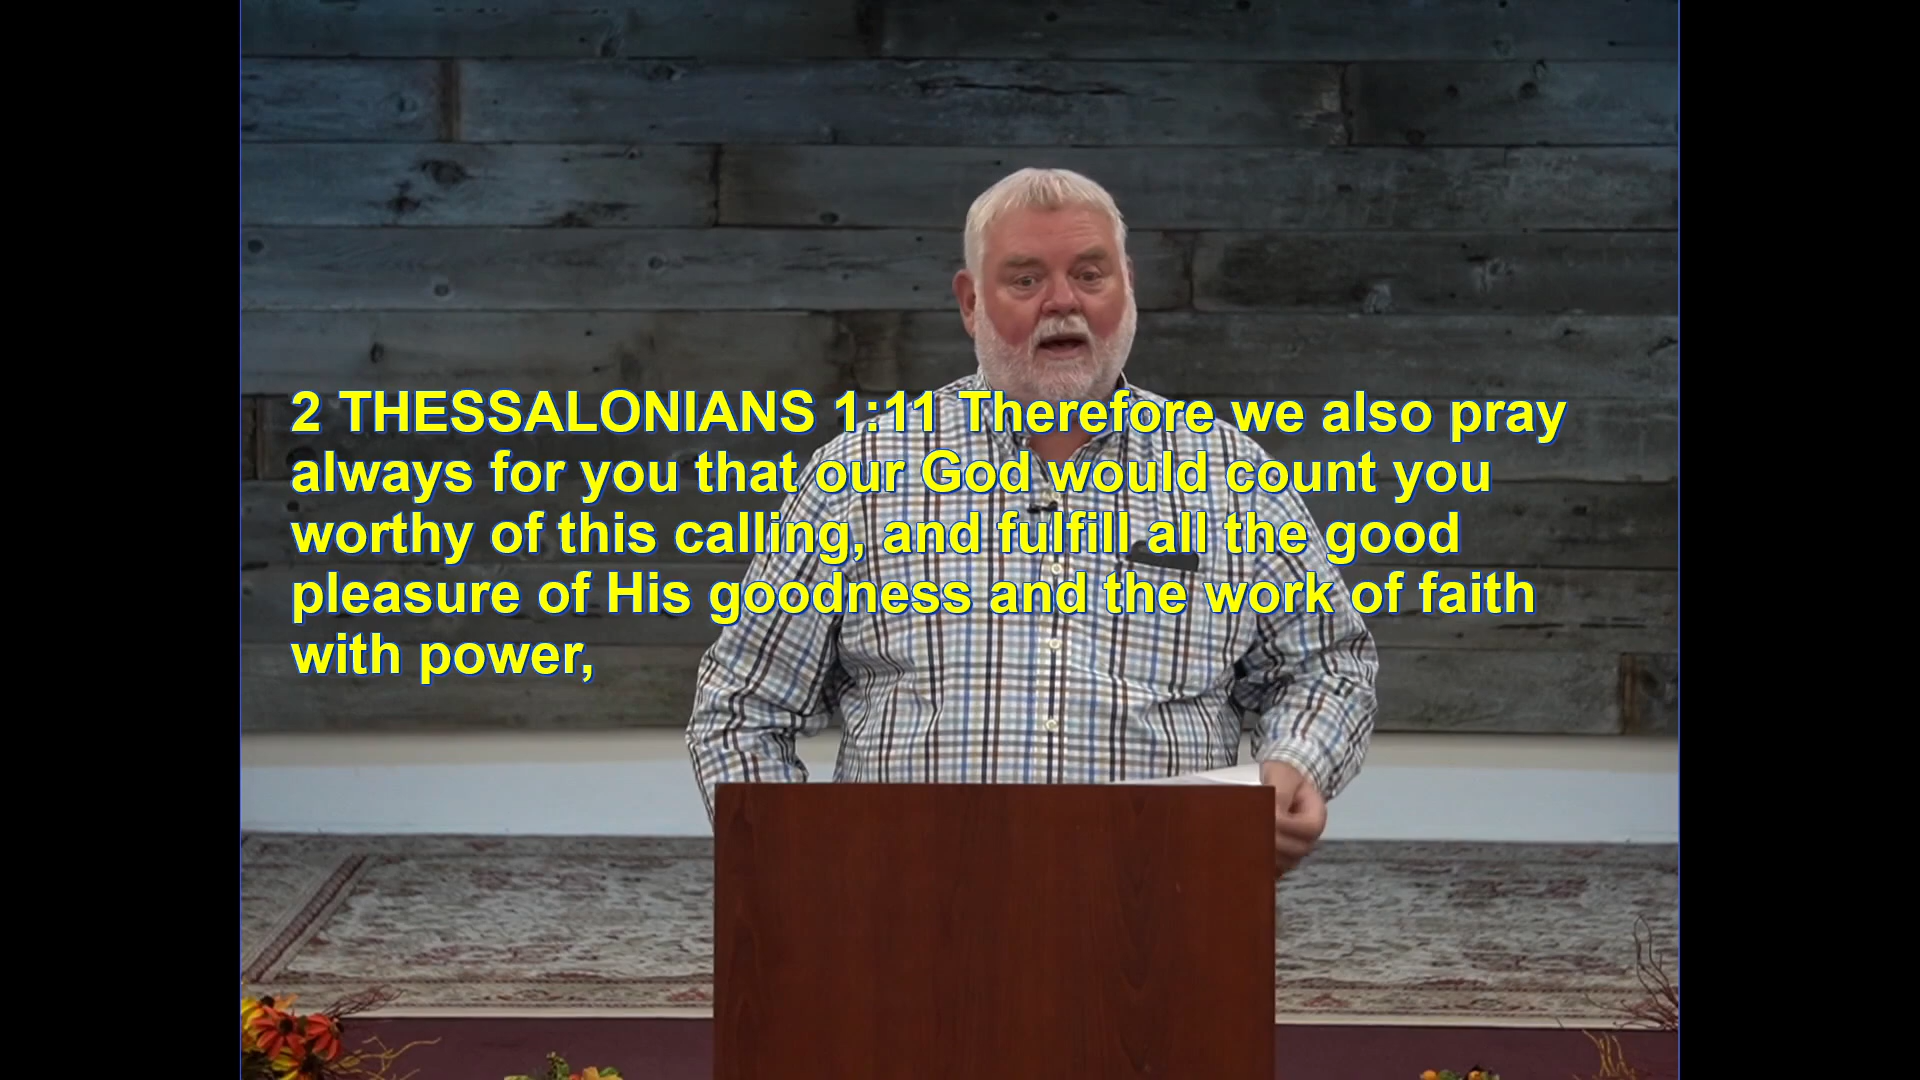 2 THESSALONIANS 1:11 Therefore we also pray
always for you that our God would count you
worthy of this calling, and fulfill all the good
pleasure of His goodness and the work of faith
with power,